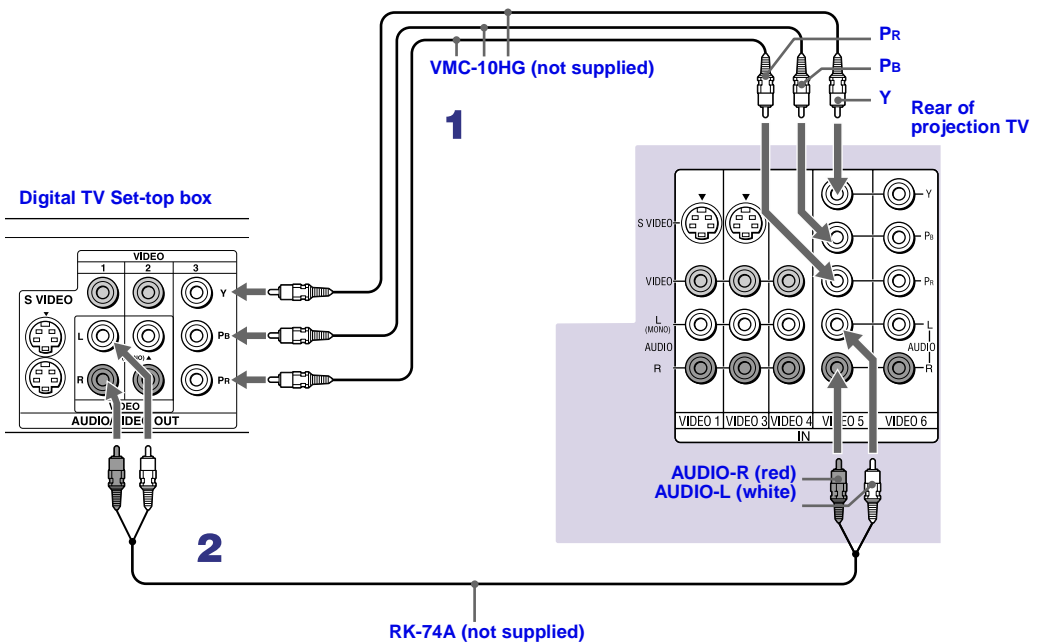 PR
PB
Y
VMC-10HG (not supplied)
1
Rear of
projection TV
Digital TV Set-top box
VIDEO
1 2 3
S VIDEO
Y
L
PB
R
PR
VIDEO
AUDIO/VIDEO OUT
S VIDEO
Y
PB
VIDEO
PR
L
(MONO)
AUDIO
R
L
AUDIO
R
VIDEO 1 VIDEO 3 VIDEO 4 VIDEO 5 VIDEO 6
IN
AUDIO-R (red)
AUDIO-L (white)
2
RK-74A (not supplied)